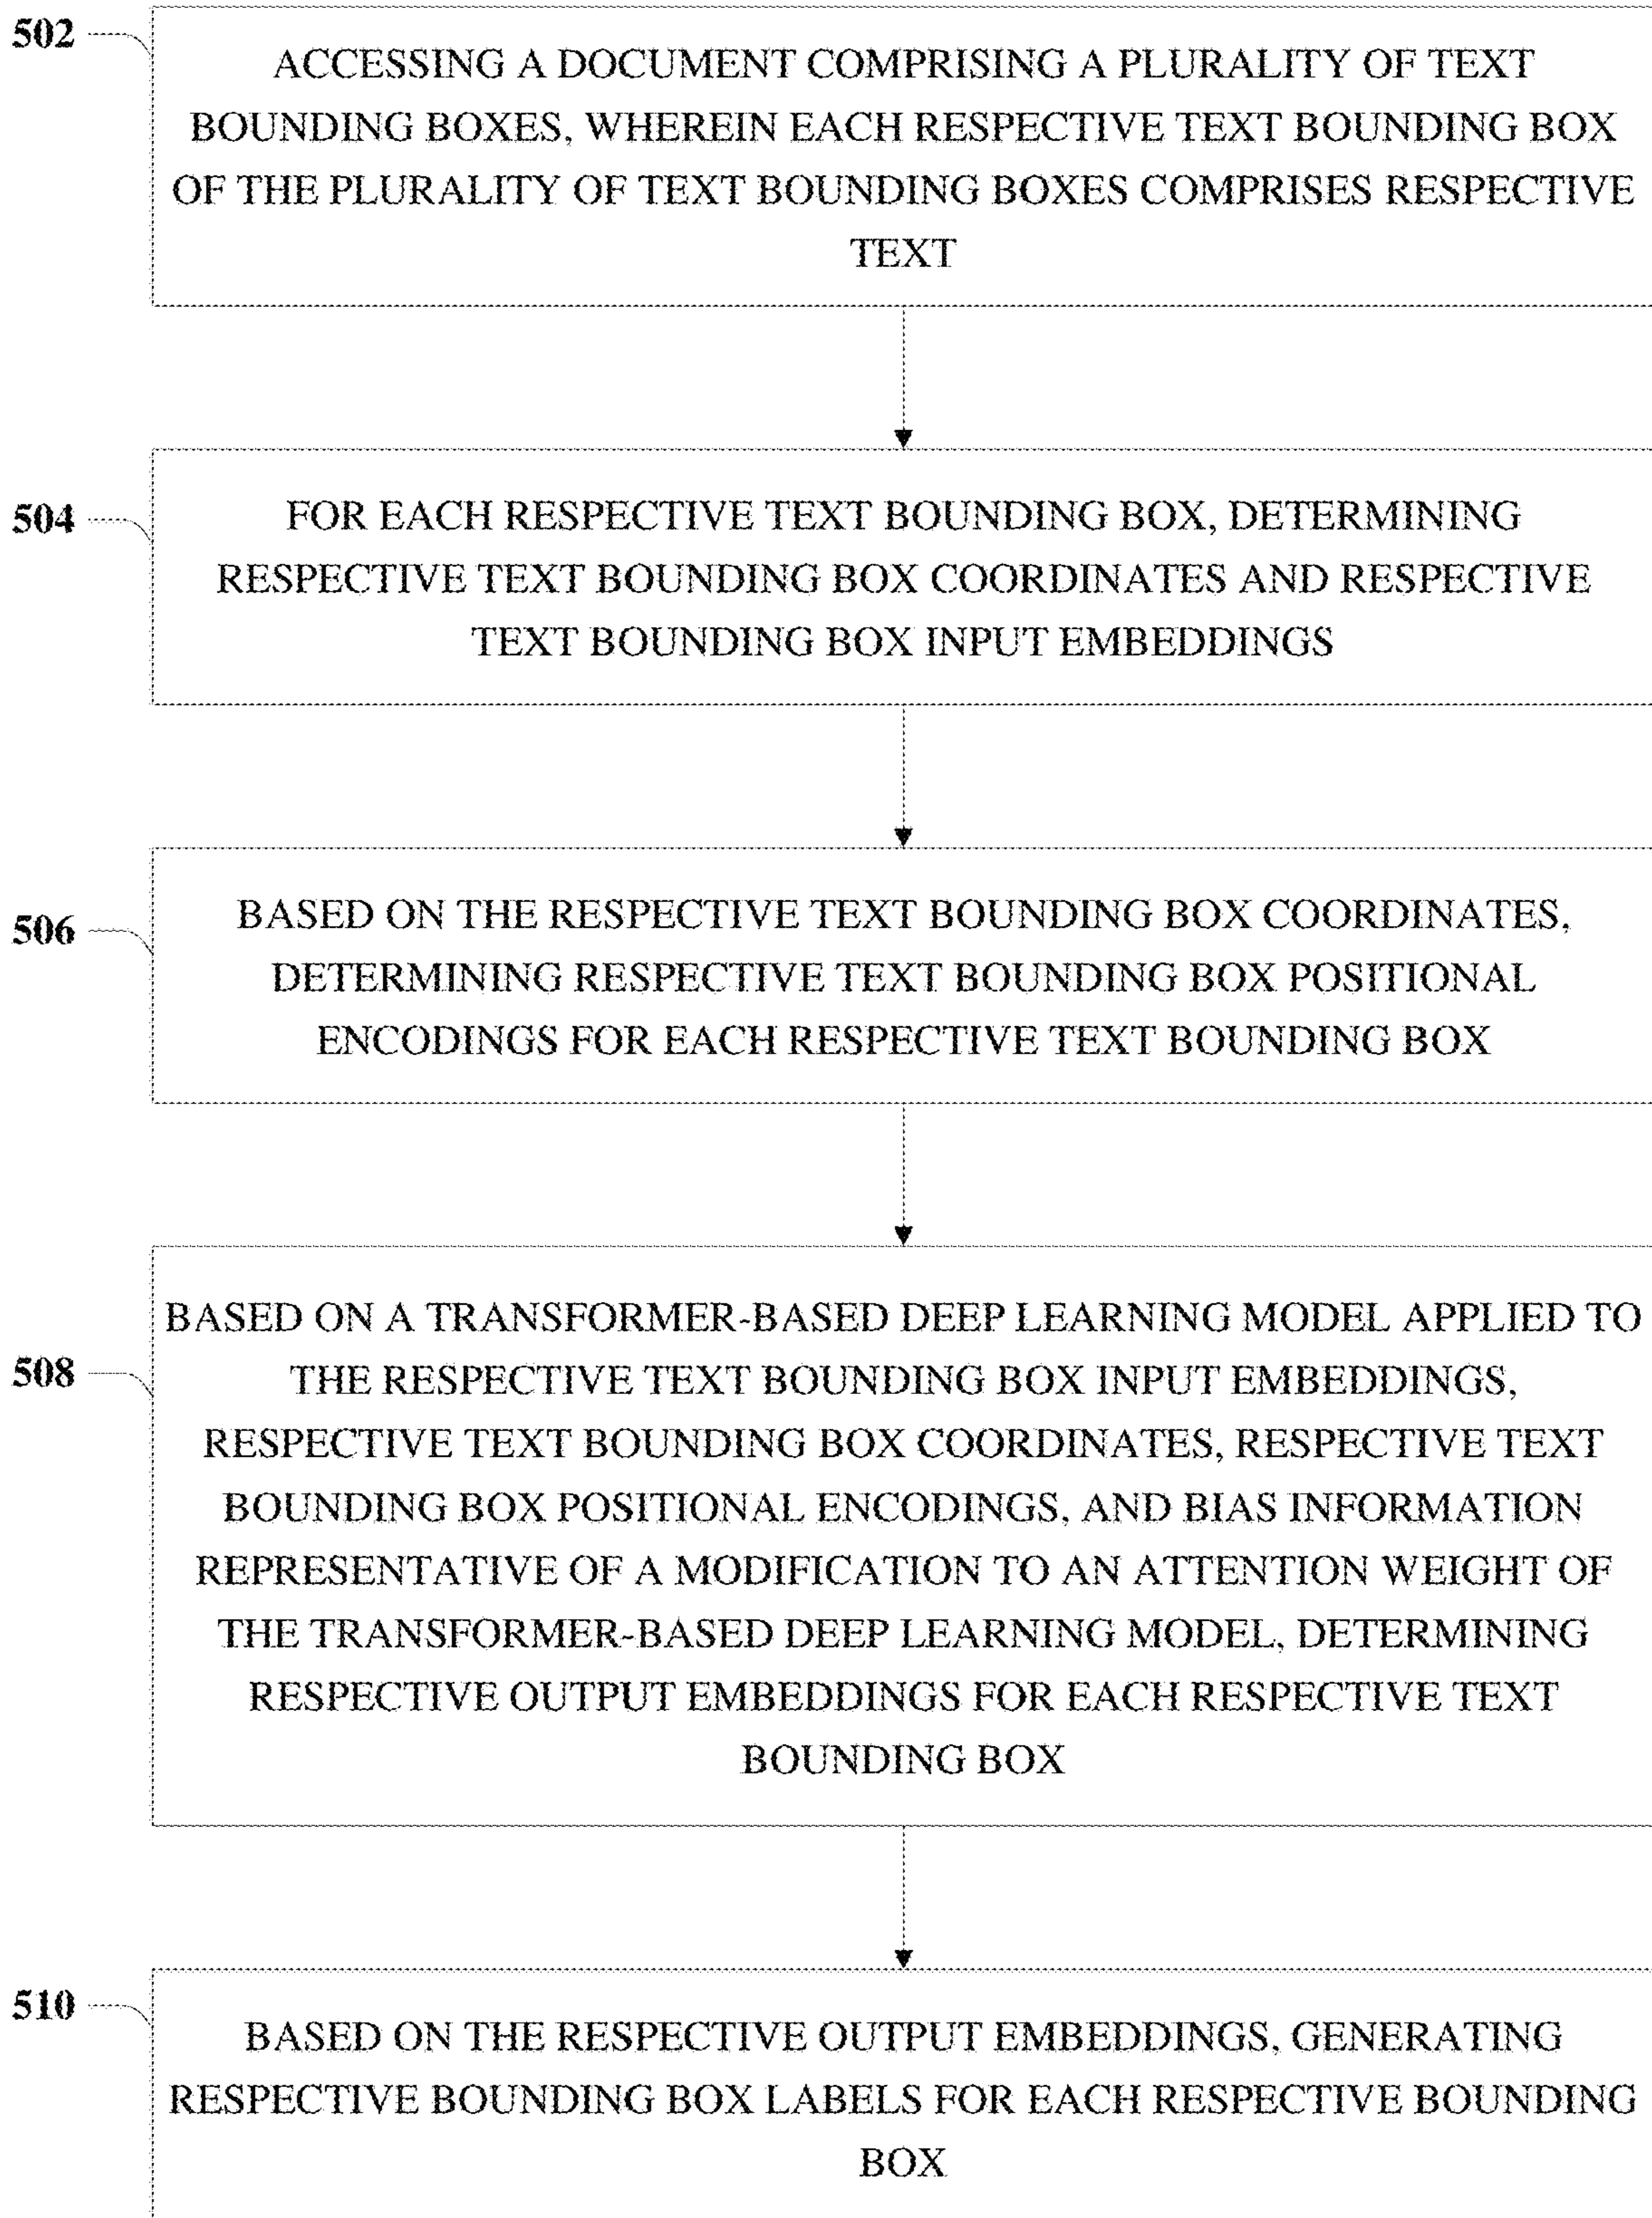 502
ACCESSING A DOCUMENT COMPRISING A PLURALITY OF TEXT
BOUNDING BOXES, WHEREIN EACH RESPECTIVE TEXT BOUNDING BOX
OF THE PLURALITY OF TEXT BOUNDING BOXES COMPRISES RESPECTIVE
TEXT
504
FOR EACH RESPECTIVE TEXT BOUNDING BOX, DETERMINING
RESPECTIVE TEXT BOUNDING BOX COORDINATES AND RESPECTIVE
TEXT BOUNDING BOX INPUT EMBEDDINGS
506
BASED ON THE RESPECTIVE TEXT BOUNDING BOX COORDINATES,
DETERMINING RESPECTIVE TEXT BOUNDING BOX POSITIONAL
ENCODINGS FOR EACH RESPECTIVE TEXT BOUNDING BOX
508
BASED ON A TRANSFORMER-BASED DEEP LEARNING MODEL APPLIED TO
THE RESPECTIVE TEXT BOUNDING BOX INPUT EMBEDDINGS,
RESPECTIVE TEXT BOUNDING BOX COORDINATES, RESPECTIVE TEXT
BOUNDING BOX POSITIONAL ENCODINGS, AND BIAS INFORMATION
REPRESENTATIVE OF A MODIFICATION TO AN ATTENTION WEIGHT OF
THE TRANSFORMER-BASED DEEP LEARNING MODEL, DETERMINING
RESPECTIVE OUTPUT EMBEDDINGS FOR EACH RESPECTIVE TEXT
BOUNDING BOX
510
BASED ON THE RESPECTIVE OUTPUT EMBEDDINGS, GENERATING
RESPECTIVE BOUNDING BOX LABELS FOR EACH RESPECTIVE BOUNDING
BOX